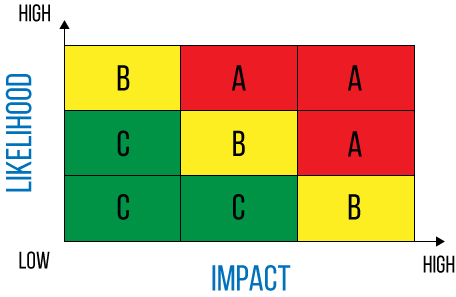 HIGH
LIKELIHOOD
B A A
C B A
C C B
LOW
IMPACT
HIGH